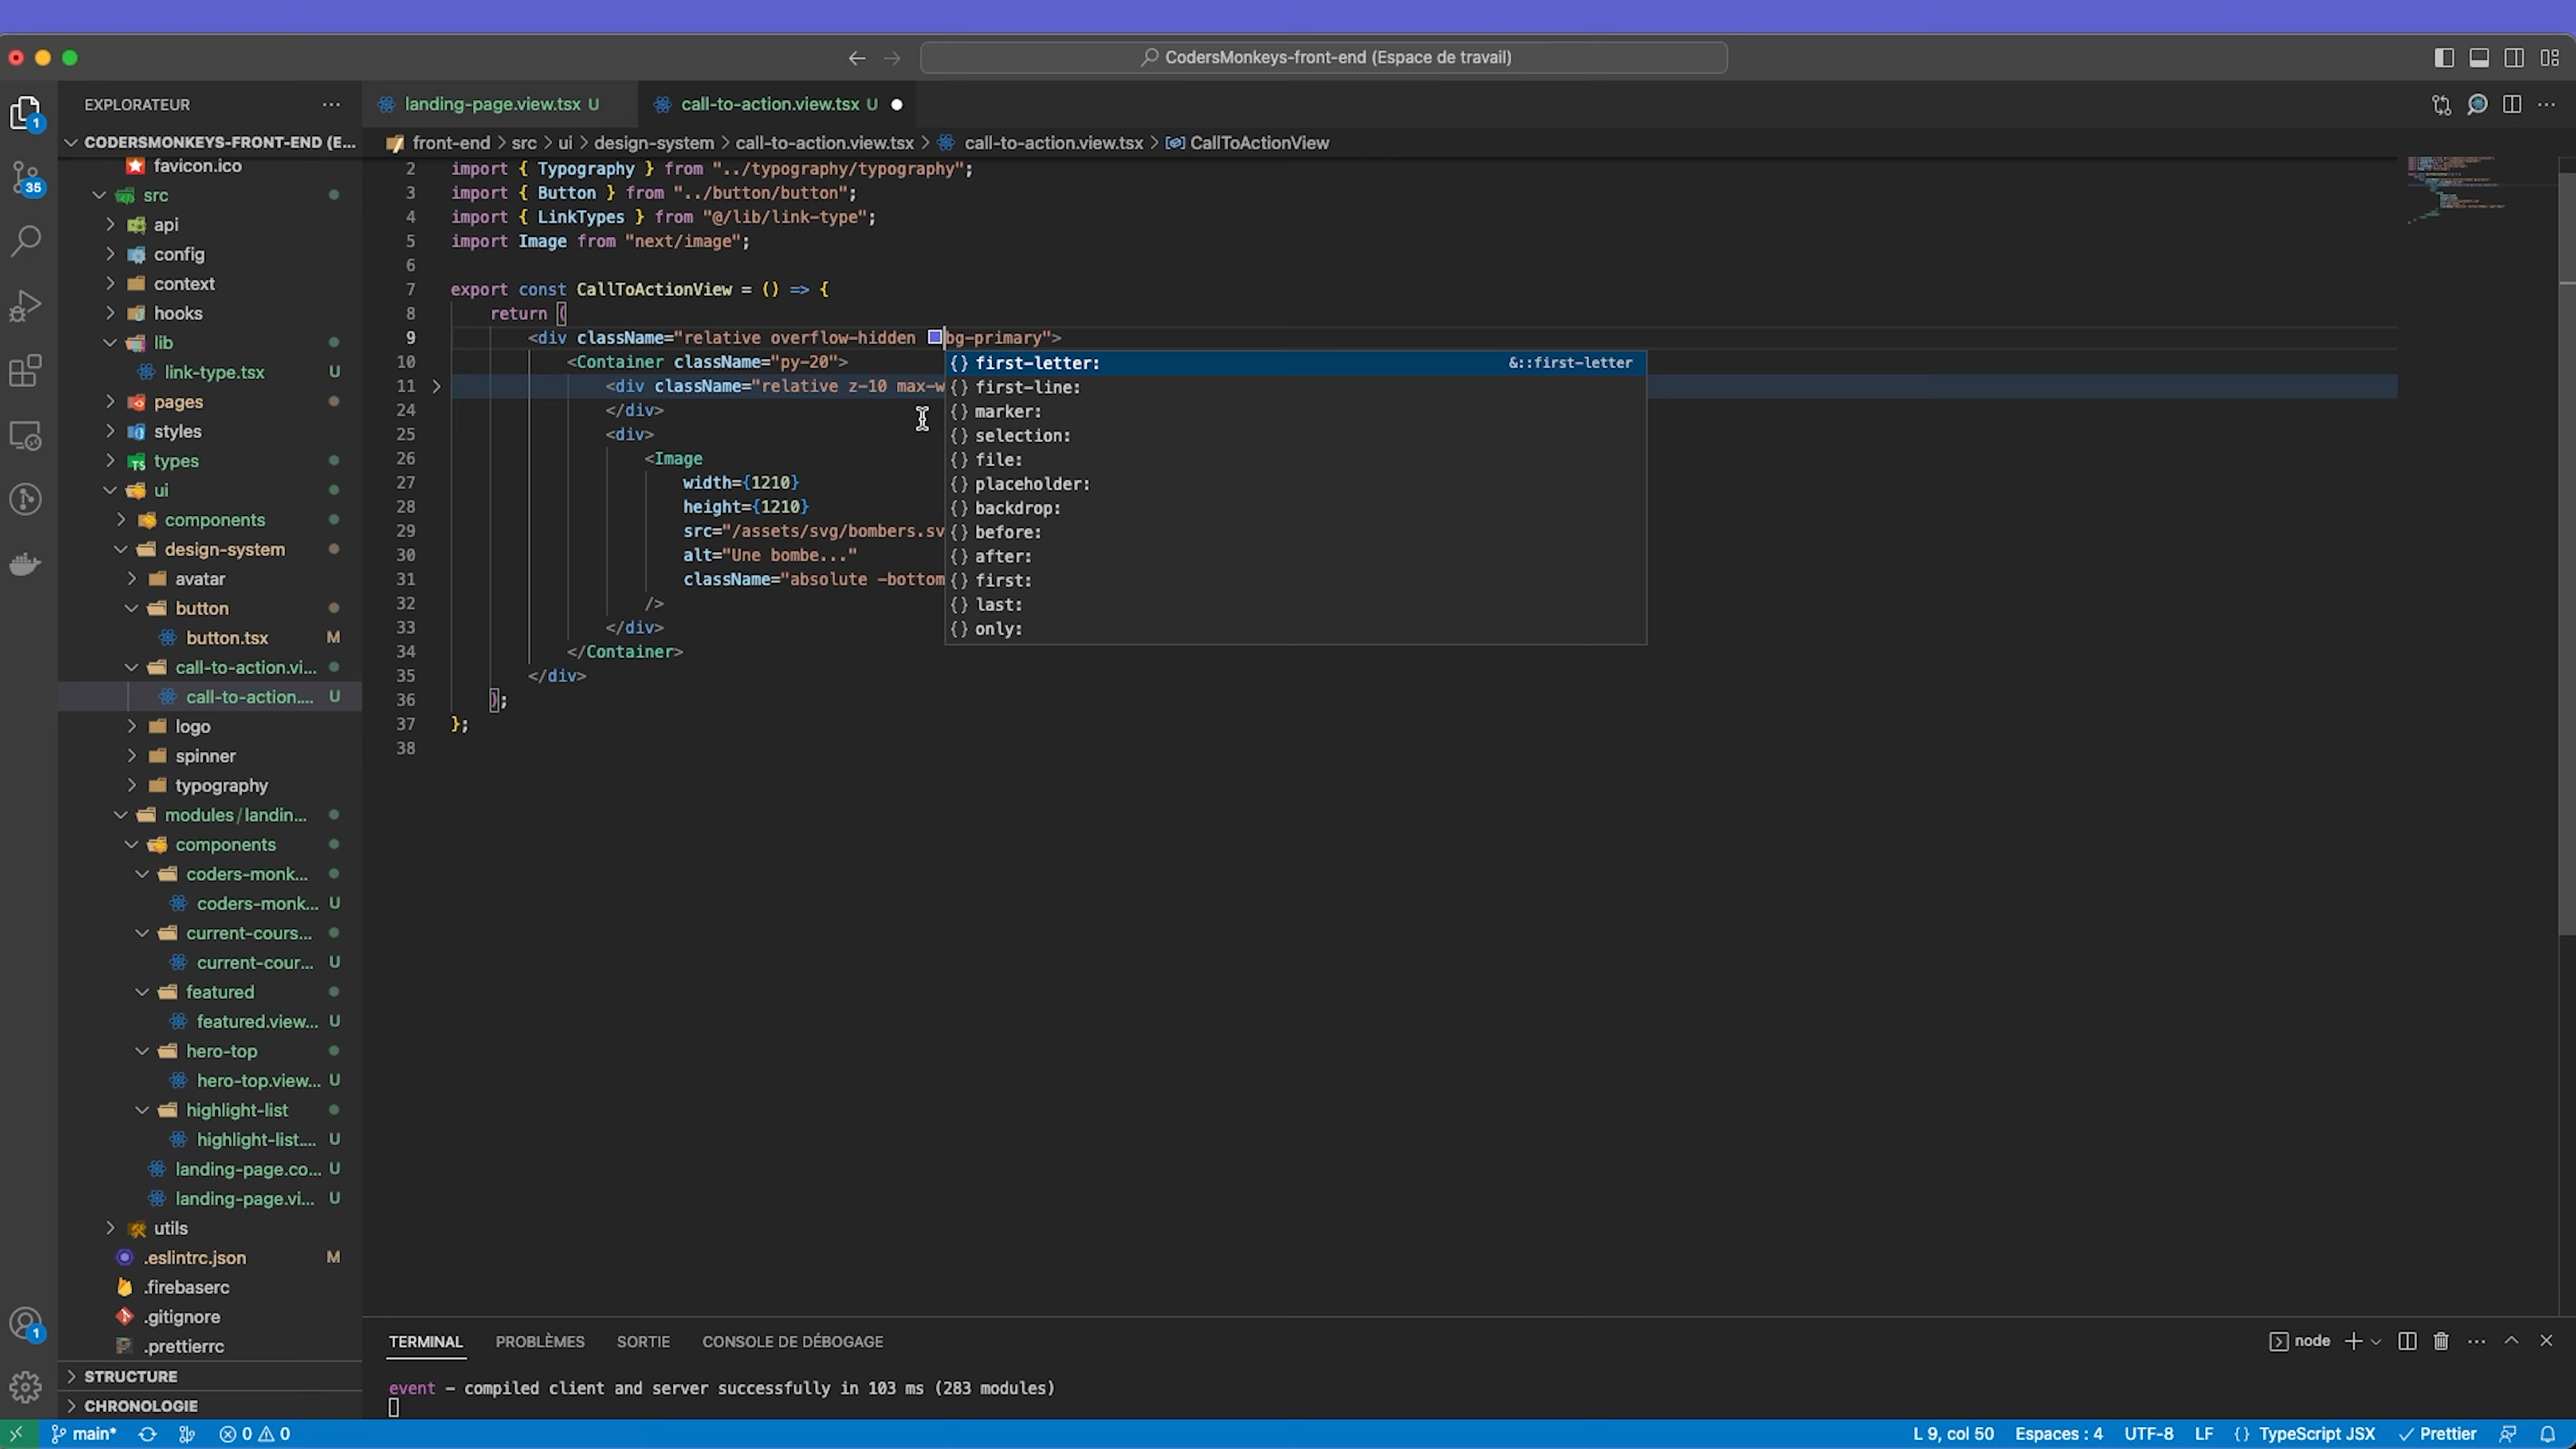 CodersMonkeys-front-end (Espace de travail)
EXPLORATEUR
landing-page.view.tsx U
call-to-action.view.tsx U
CODERSMONKEYS-FRONT-END (E...
front-end > src > ui > design-system > call-to-action.view.tsx > call-to-action.view.tsx > CallToActionView
1
35
favicon.ico
src
api
config
context
hooks
lib
link-type.tsx U
pages
styles
types
ui
components
design-system
avatar
button
button.tsx M
call-to-action.vi...
call-to-action.... U
logo
spinner
typography
modules/landin...
components
coders-monk...
coders-monk... U
current-cours...
current-cour... U
featured
featured.view... U
hero-top
hero-top.view... U
highlight-list
highlight-list.... U
landing-page.co... U
landing-page.vi... U
utils
.eslintrc.json M
.firebaserc
.gitignore
.prettierrc
STRUCTURE
CHRONOLOGIE
1
2 import { Typography } from "../typography/typography";
3 import { Button } from "../button/button";
4 import { LinkTypes } from "@/lib/link-type";
5 import Image from "next/image";
6
7 export const CallToActionView = () => {
8 return (
9 <div className="relative overflow-hidden bg-primary">
10 <Container className="py-20">
11 <div className="relative z-10 max-w
24 </div>
25 <div>
26 <Image
27 width={1210}
28 height={1210}
29 src="/assets/svg/bombers.sv
30 alt="Une bombe..."
31 className="absolute -bottom
32 />
33 </div>
34 </Container>
35 </div>
36 );
37 };
38
{} first-letter: &::first-letter
{} first-line:
{} marker:
{} selection:
{} file:
{} placeholder:
{} backdrop:
{} before:
{} after:
{} first:
{} last:
{} only:
TERMINAL PROBLÈMES SORTIE CONSOLE DE DÉBOGAGE
node
event - compiled client and server successfully in 103 ms (283 modules)
main* 0 0
L 9, col 50 Espaces : 4 UTF-8 LF {} TypeScript JSX Prettier